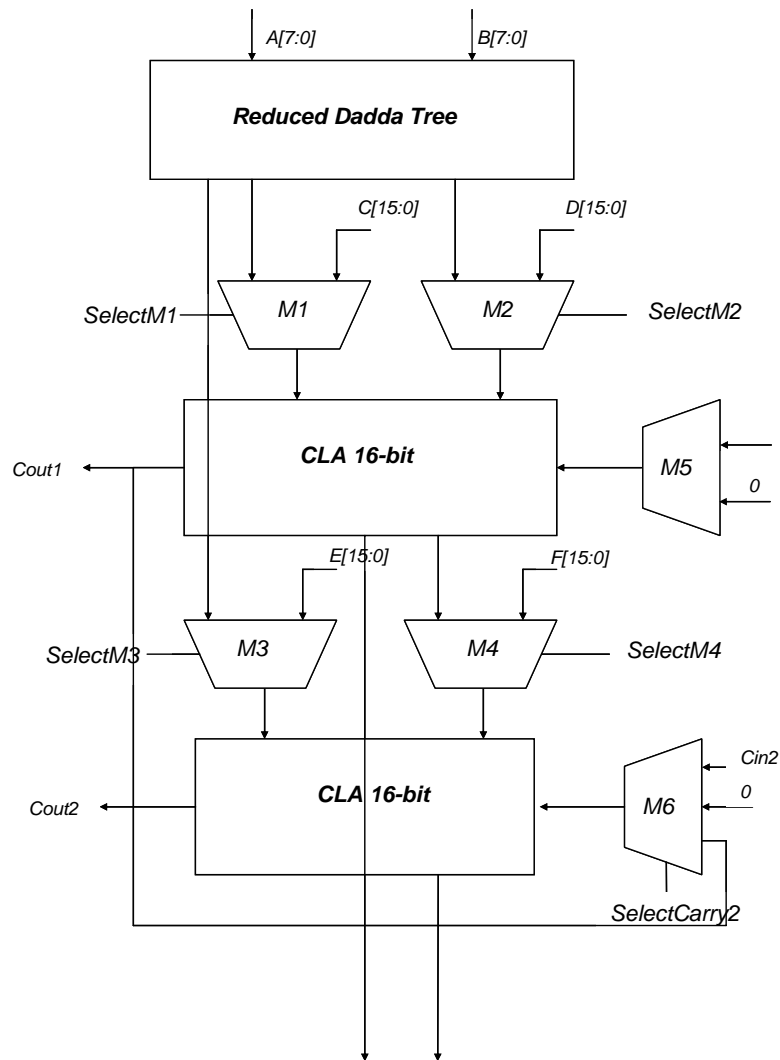 A[7:0]
B[7:0]
Reduced Dadda Tree
C[15:0]
D[15:0]
SelectM1
M1
M2
SelectM2
CLA 16-bit
M5
Cout1
0
E[15:0]
F[15:0]
SelectM3
M3
M4
SelectM4
Cin2
CLA 16-bit
0
Cout2
M6
SelectCarry2